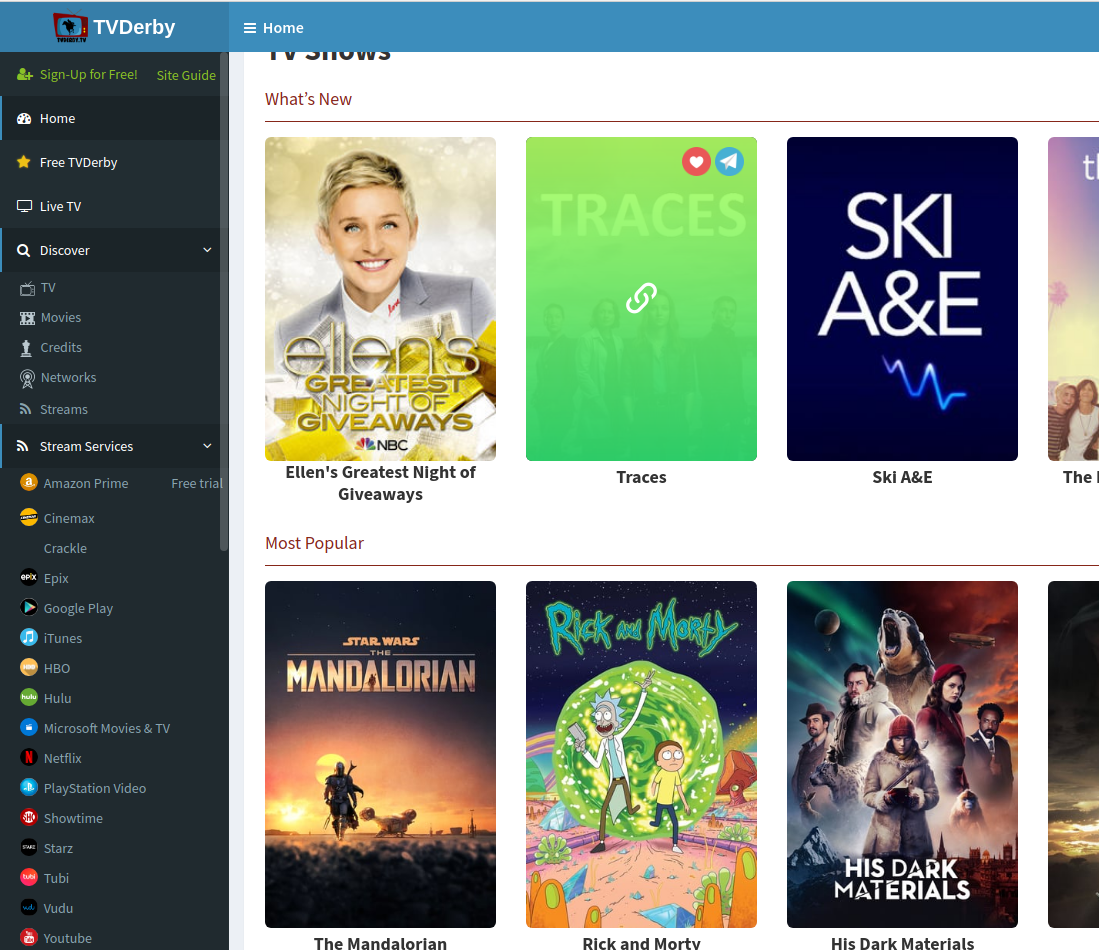 TVDerby
Home
Sign-Up for Free!
Site Guide
Home
Free TVDerby
Live TV
Discover
TV
Movies
Credits
Networks
Streams
Stream Services
Amazon Prime
Free trial
Cinemax
Crackle
Epix
Google Play
iTunes
HBO
Hulu
Microsoft Movies & TV
Netflix
PlayStation Video
Showtime
Starz
Tubi
Vudu
Youtube
TV Shows
What's New
ellen's
GREATEST
NIGHT OF
GIVEAWAYS
NBC
TRACES
SKI
A&E
Ellen's Greatest Night of
Giveaways
Traces
Ski A&E
The
Most Popular
STAR WARS
THE
MANDALORIAN
Rick and Morty
HIS DARK
MATERIALS
The Mandalorian
Rick and Morty
His Dark Materials